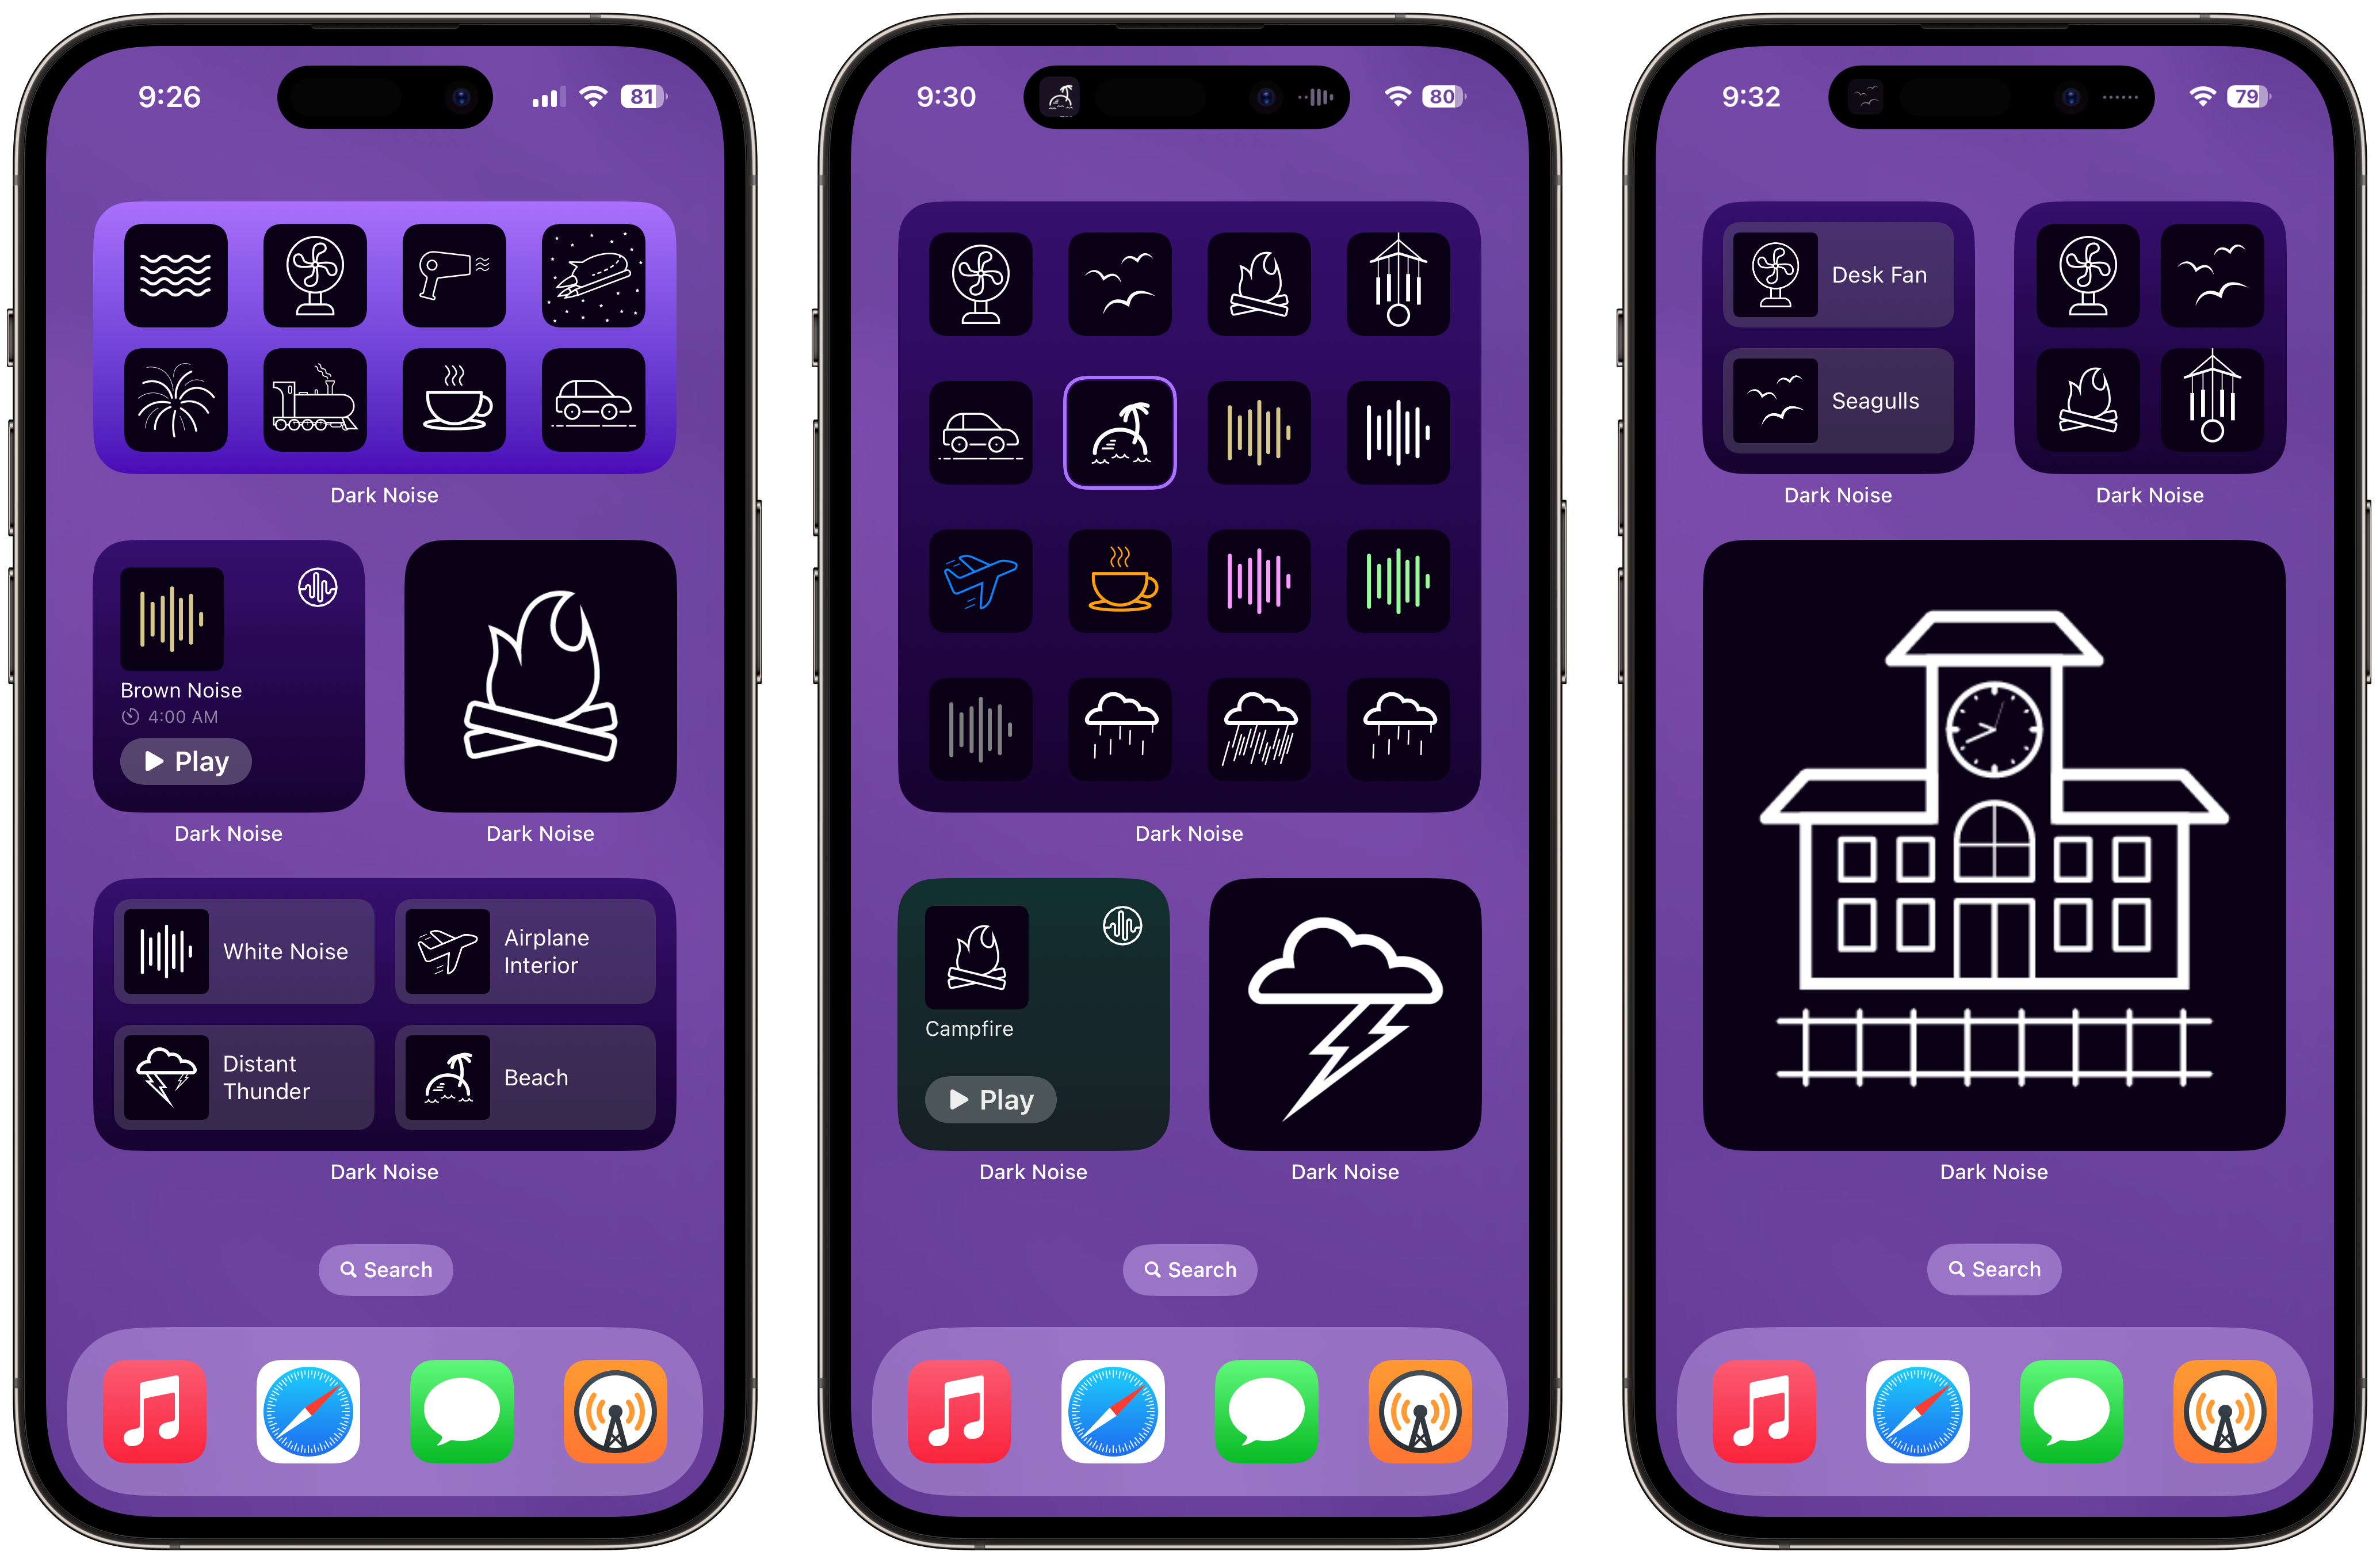 9:26
81
Dark Noise
Brown Noise
4:00 AM
Play
Dark Noise
Dark Noise
White Noise
Airplane
Interior
Distant
Thunder
Beach
Dark Noise
Search
9:30
80
Dark Noise
Campfire
Play
Dark Noise
Dark Noise
Search
9:32
79
Desk Fan
Seagulls
Dark Noise
Dark Noise
Dark Noise
Search